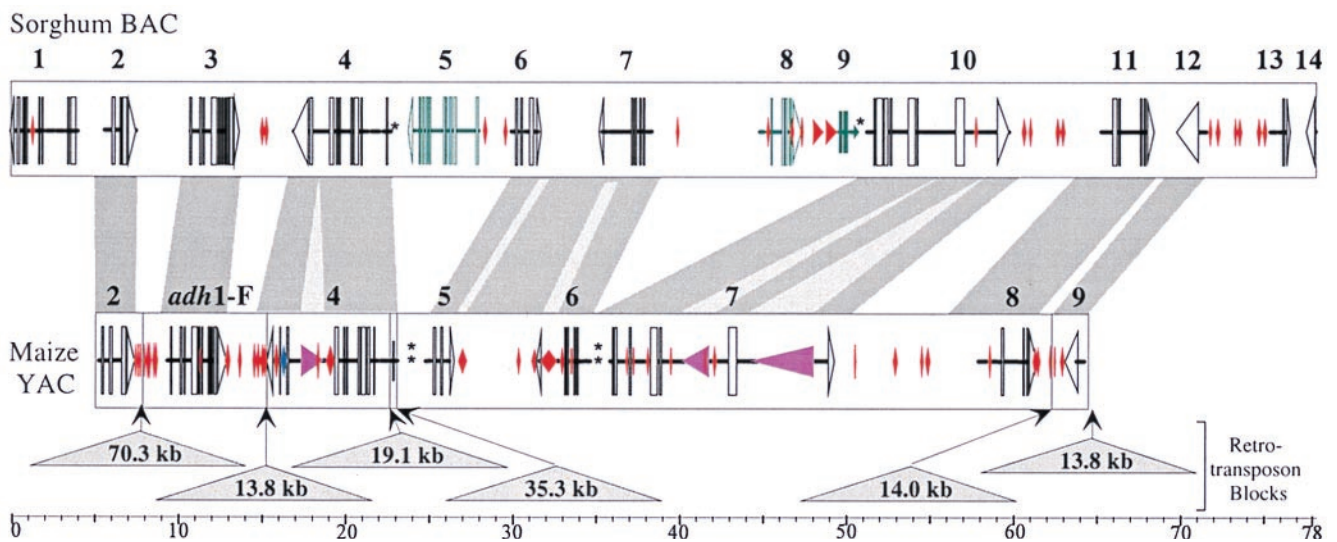 Sorghum BAC
1 2 3 4 5 6 7 8 9 10 11 12 13 14
*
*
2 adh1-F 4 5 6 7 8 9
Maize
YAC
*
*
*
*
70.3 kb
13.8 kb
19.1 kb
35.3 kb
14.0 kb
13.8 kb
Retro-
transposon
Blocks
0 10 20 30 40 50 60 70 78